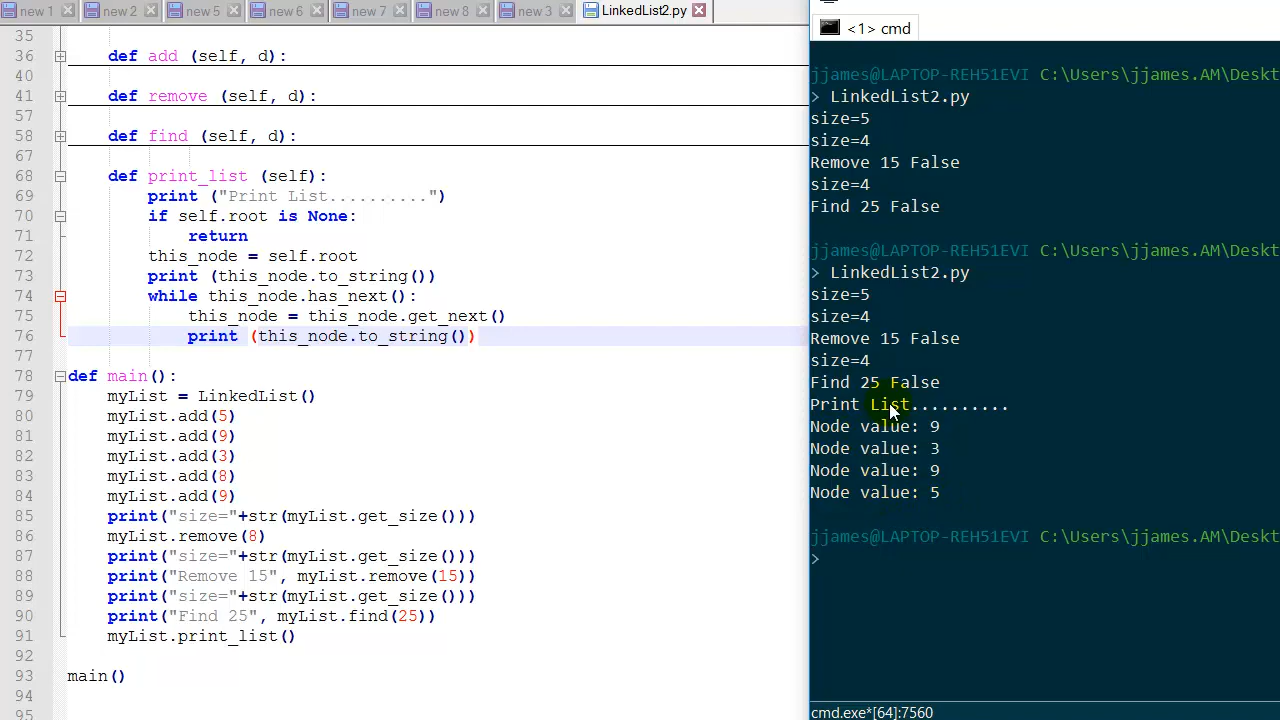 new 1 new 2 new 5 new 6 new 7 new 8 new 3 LinkedList2.py
35
36 def add (self, d):
40
41 def remove (self, d):
57
58 def find (self, d):
67
68 def print_list (self):
69 print ("Print List..........")
70 if self.root is None:
71 return
72 this_node = self.root
73 print (this_node.to_string())
74 while this_node.has_next():
75 this_node = this_node.get_next()
76 print (this_node.to_string())
77
78 def main():
79 myList = LinkedList()
80 myList.add(5)
81 myList.add(9)
82 myList.add(3)
83 myList.add(8)
84 myList.add(9)
85 print("size="+str(myList.get_size()))
86 myList.remove(8)
87 print("size="+str(myList.get_size()))
88 print("Remove 15", myList.remove(15))
89 print("size="+str(myList.get_size()))
90 print("Find 25", myList.find(25))
91 myList.print_list()
92
93 main()
94
95
<1> cmd
jjames@LAPTOP-REH51EVI C:\Users\jjames.AM\Deskt
> LinkedList2.py
size=5
size=4
Remove 15 False
size=4
Find 25 False
jjames@LAPTOP-REH51EVI C:\Users\jjames.AM\Deskt
> LinkedList2.py
size=5
size=4
Remove 15 False
size=4
Find 25 False
Print List..........
Node value: 9
Node value: 3
Node value: 9
Node value: 5
jjames@LAPTOP-REH51EVI C:\Users\jjames.AM\Deskt
>
cmd.exe*[64]:7560